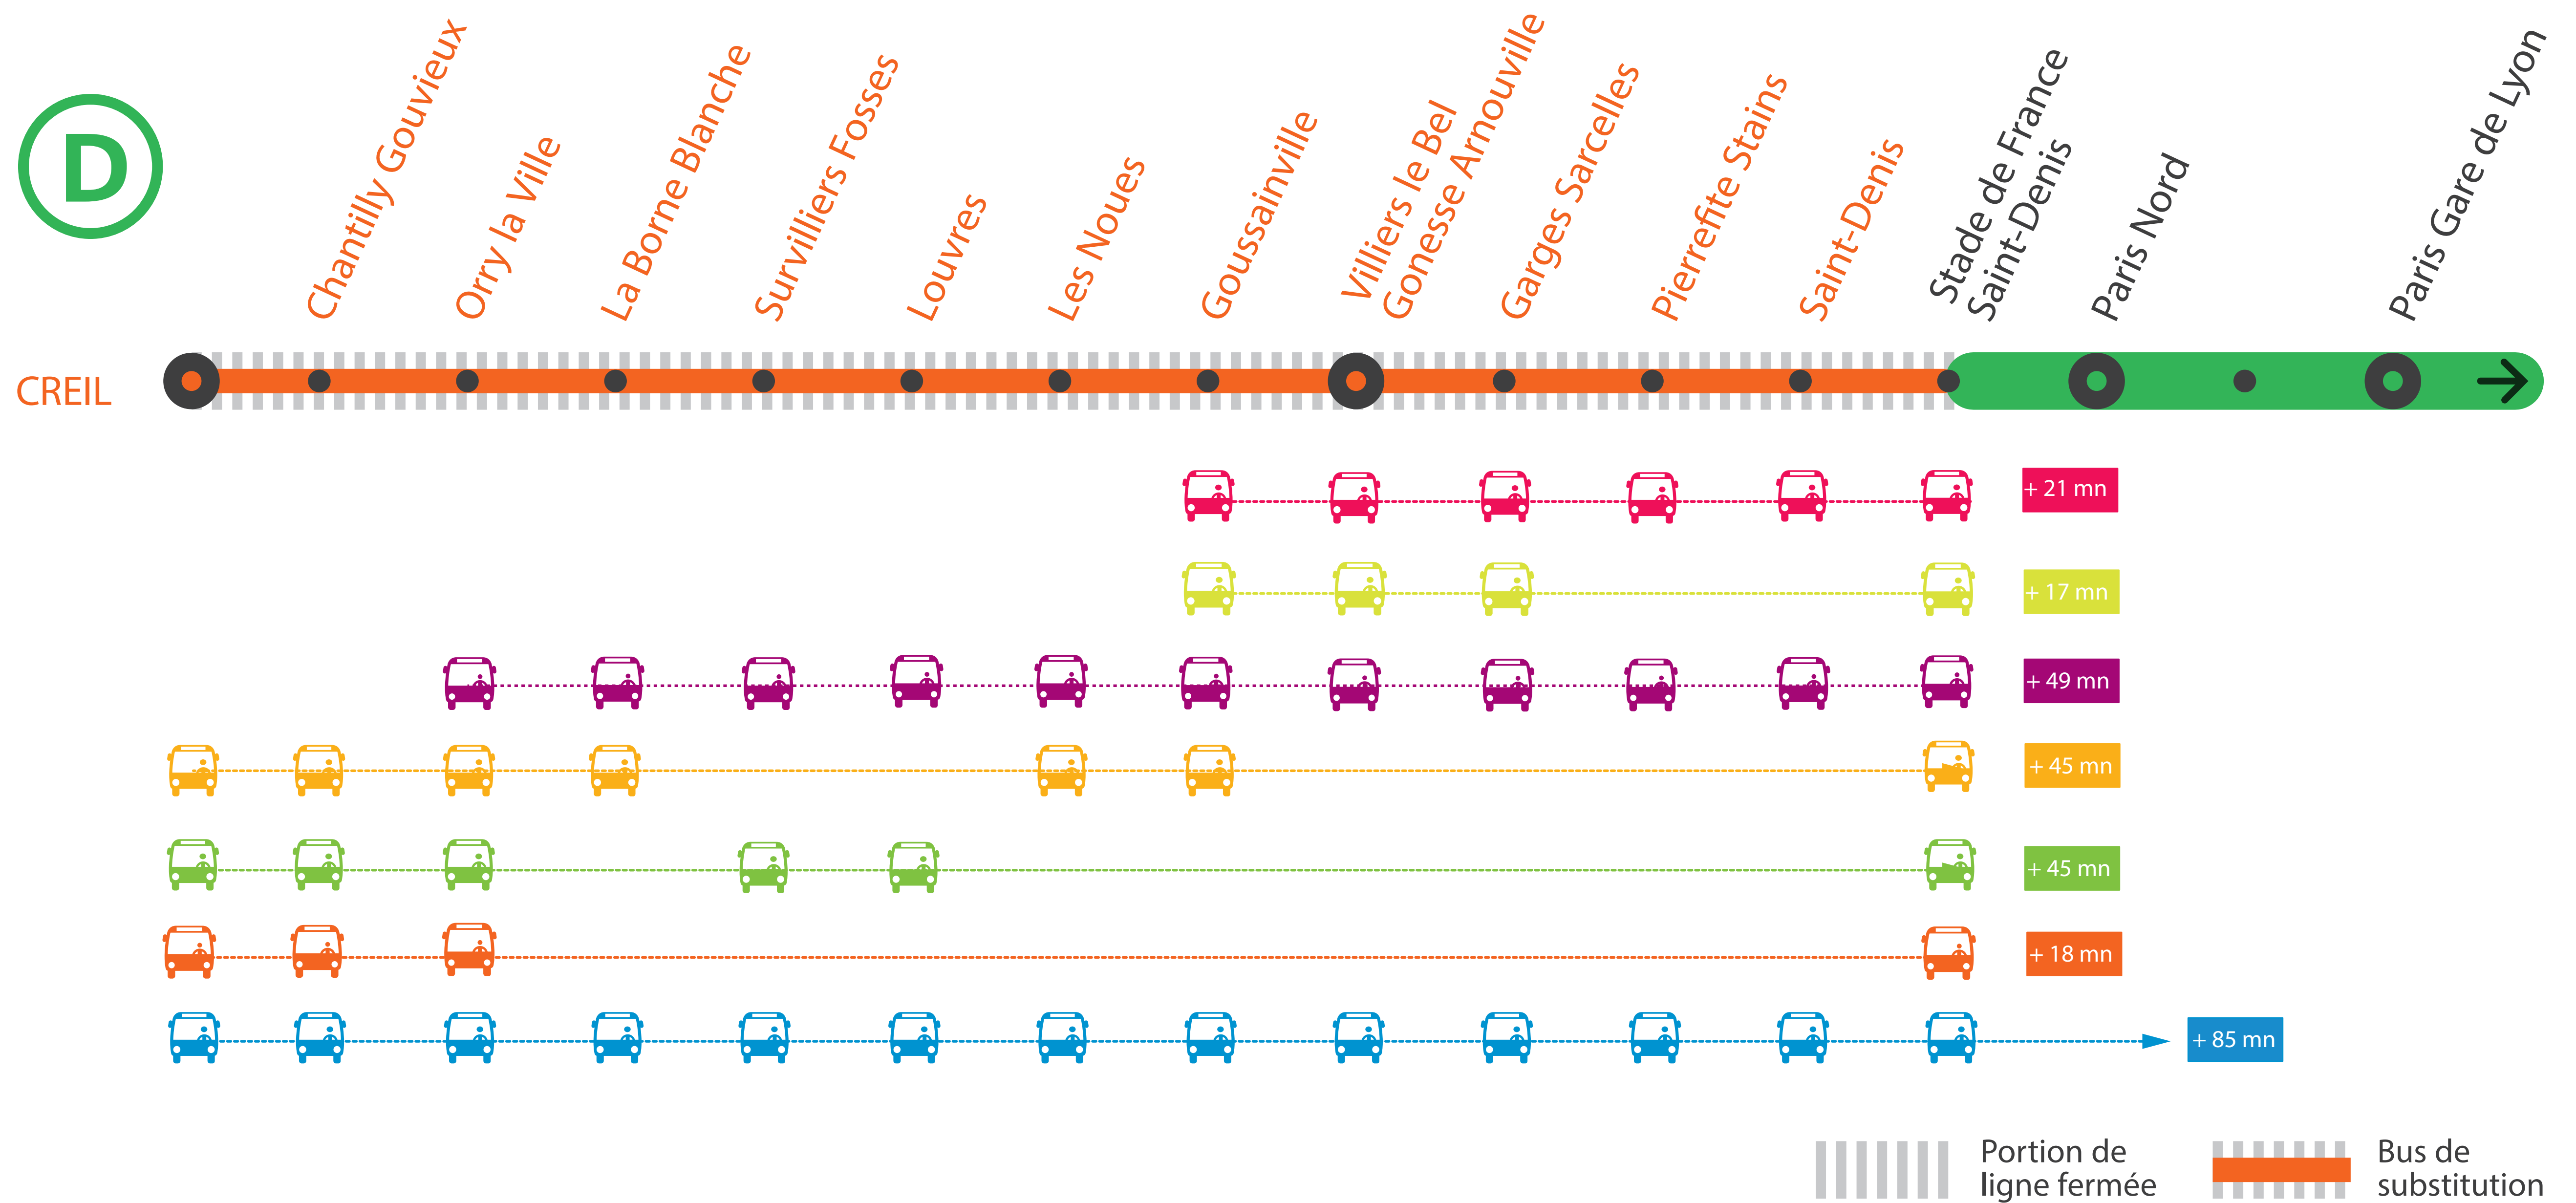 D
Chantilly Gouvieux
Orry la Ville
La Borne Blanche
Survilliers Fosses
Louvres
Les Noues
Goussainville
Villiers le Bel
Gonesse Arnouville
Garges Sarcelles
Pierrefite Stains
Saint-Denis
Stade de France
Saint-Denis
Paris Nord
Paris Gare de Lyon
CREIL
+ 21 mn
+ 17 mn
+ 49 mn
+ 45 mn
+ 45 mn
+ 18 mn
+ 85 mn
Portion de
ligne fermée
Bus de
substitution